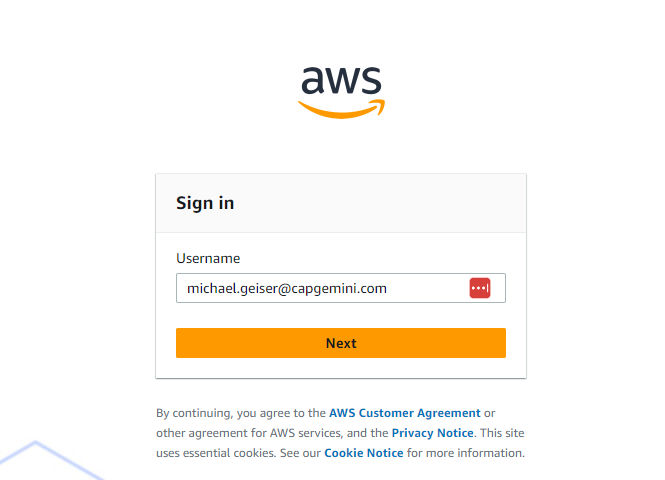 aws
Sign in
Username
michael.geiser@capgemini.com
Next
By continuing, you agree to the AWS Customer Agreement or
other agreement for AWS services, and the Privacy Notice. This site
uses essential cookies. See our Cookie Notice for more information.